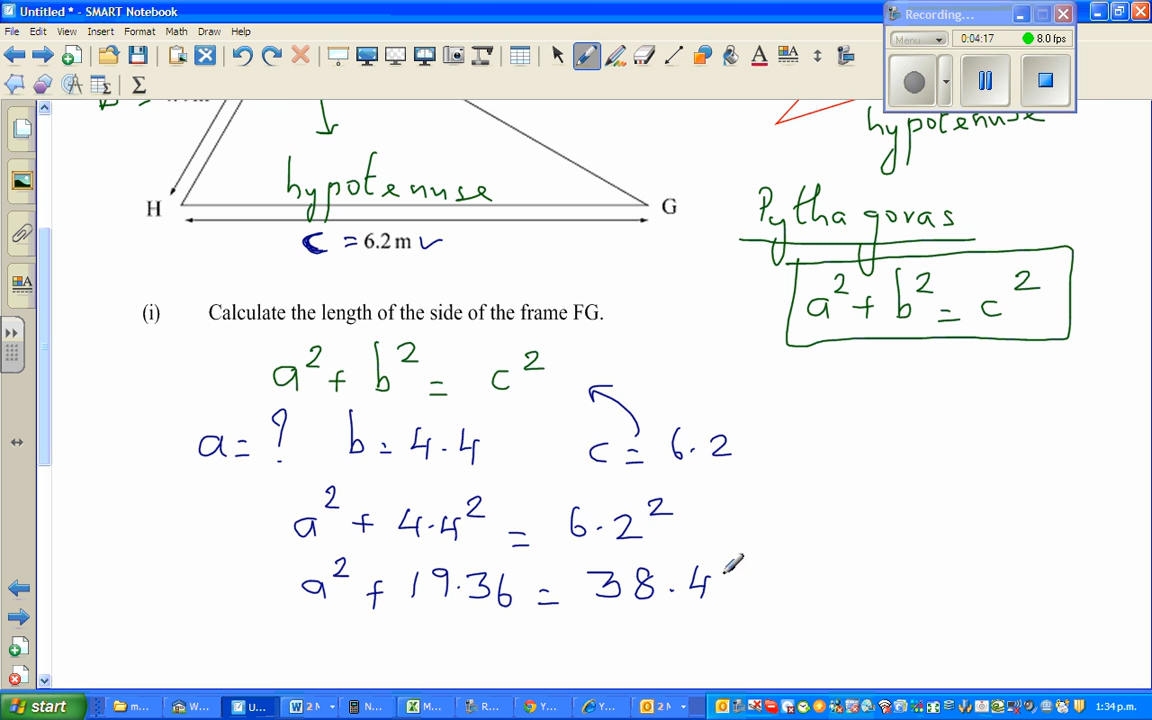 Untitled * - SMART Notebook
Recording...
File Edit View Insert Format Math Draw Help
Menu 0:04:17 8.0 fps
hypotenuse
hypotenuse
H G
c = 6.2 m
Pythagoras
a² + b² = c²
(i) Calculate the length of the side of the frame FG.
a² + b² = c²
a = ? b = 4.4 c = 6.2
a² + 4.4² = 6.2²
a² + 19.36 = 38.4
start m... W... U... 2 N... W... M... R... Y... Y... 2 N... 1:34 p.m.